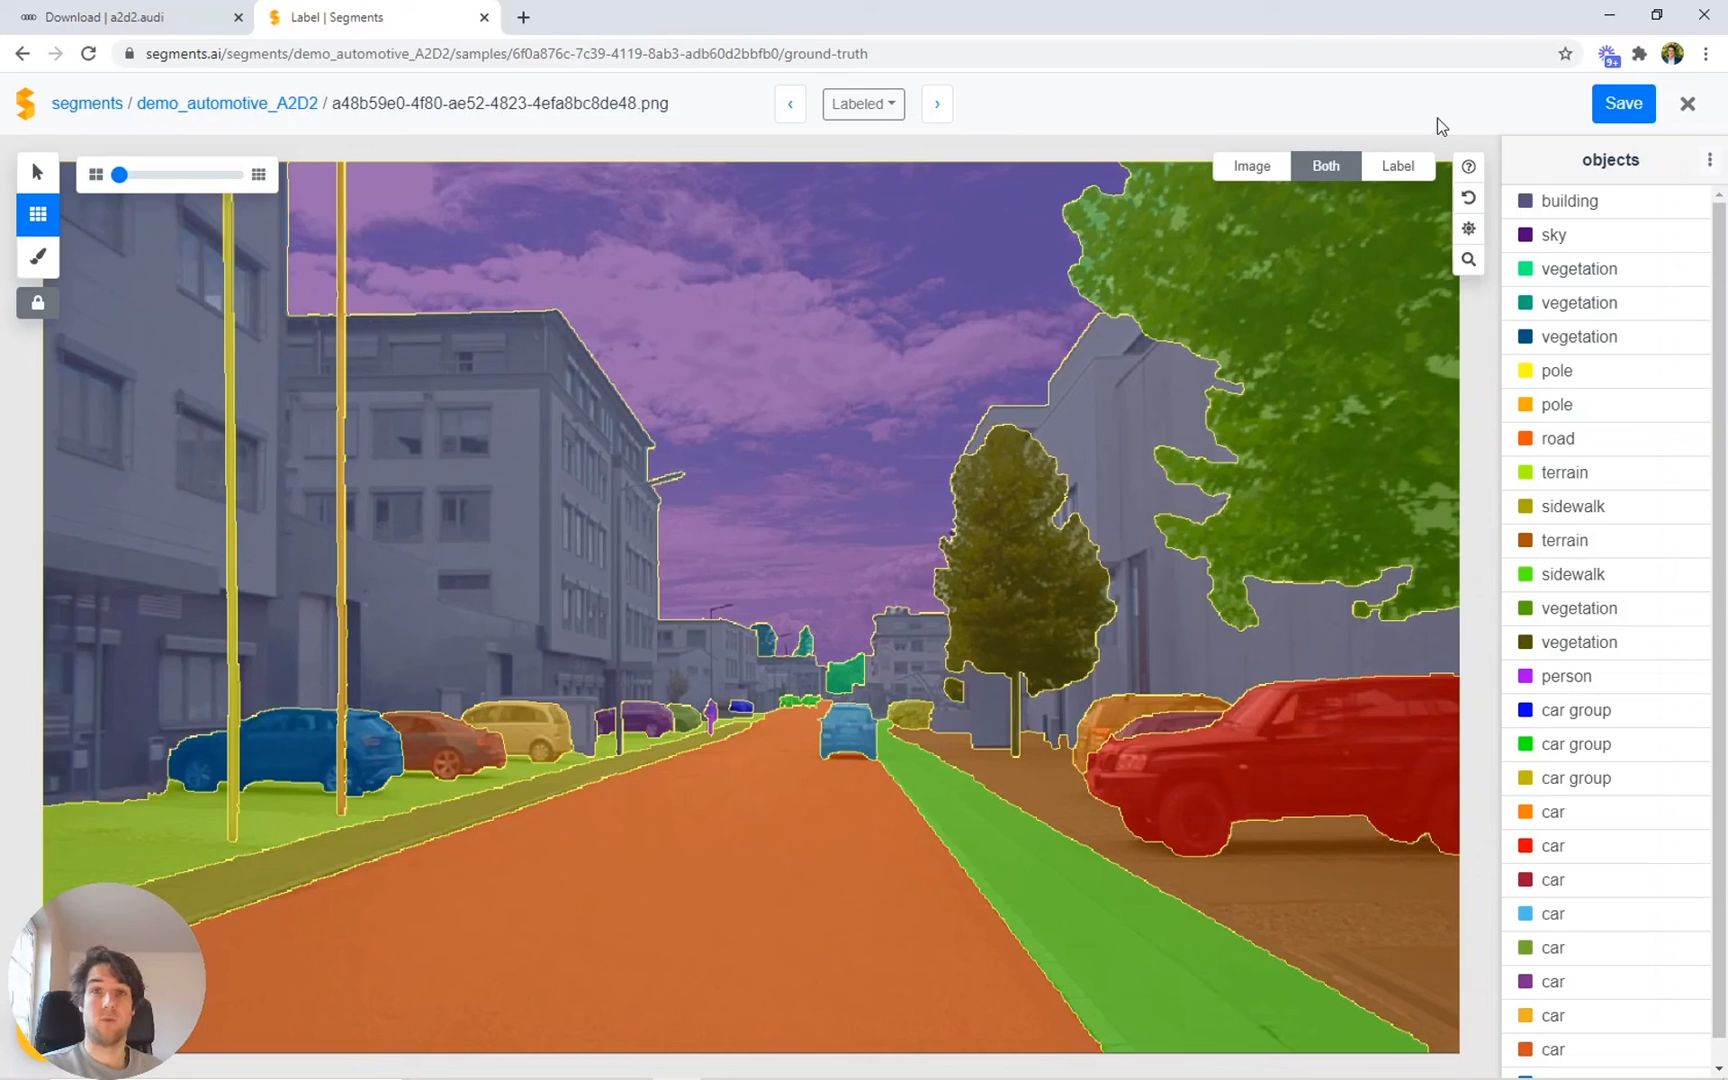 Download | a2d2.audi
Label | Segments
segments.ai/segments/demo_automotive_A2D2/samples/6f0a876c-7c39-4119-8ab3-adb60d2bbfb0/ground-truth
9+
segments / demo_automotive_A2D2 / a48b59e0-4f80-ae52-4823-4efa8bc8de48.png
Labeled
Save
Image
Both
Label
objects
building
sky
vegetation
vegetation
vegetation
pole
pole
road
terrain
sidewalk
terrain
sidewalk
vegetation
vegetation
person
car group
car group
car group
car
car
car
car
car
car
car
car